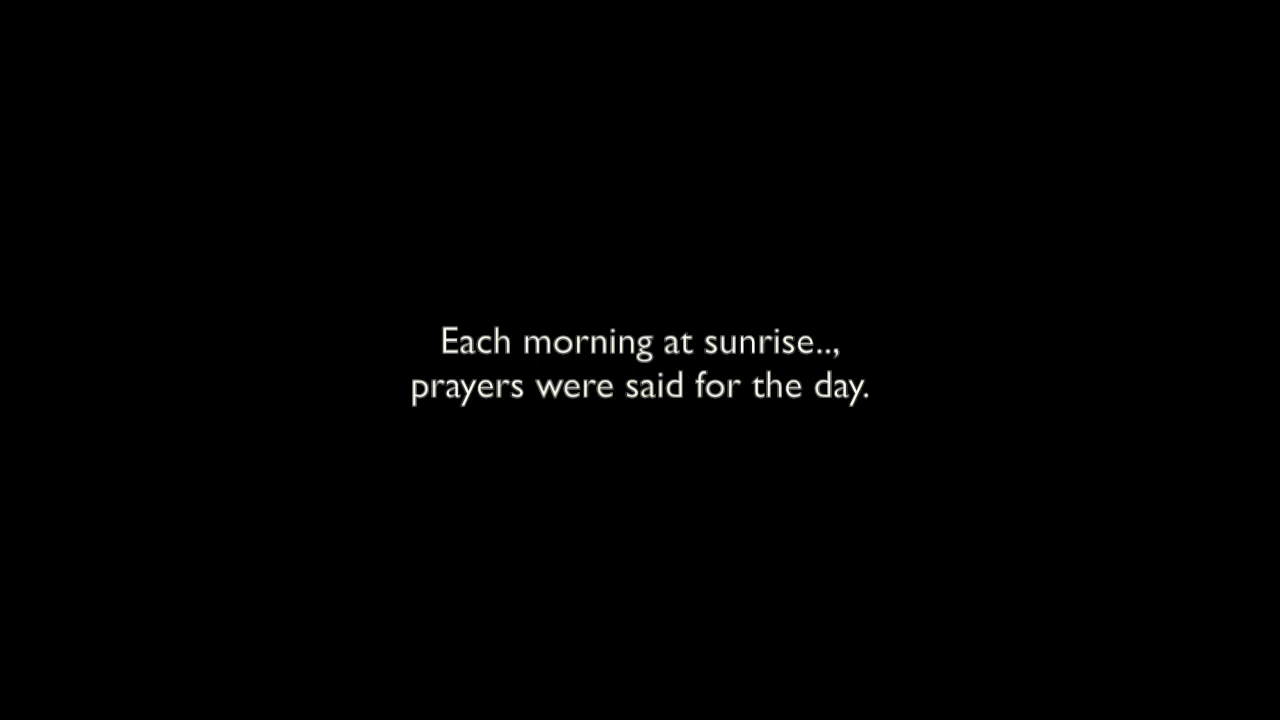 Each morning at sunrise..,
prayers were said for the day.